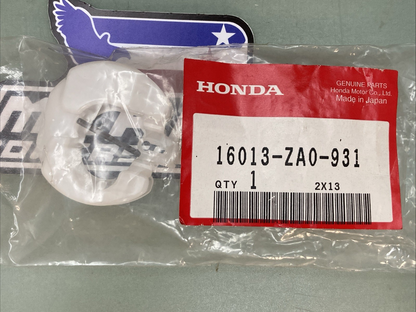 HONDA
GENUINE PARTS
Honda Motor Co., Ltd.
Made in Japan
16013-ZA0-931
QTY 1 2X13